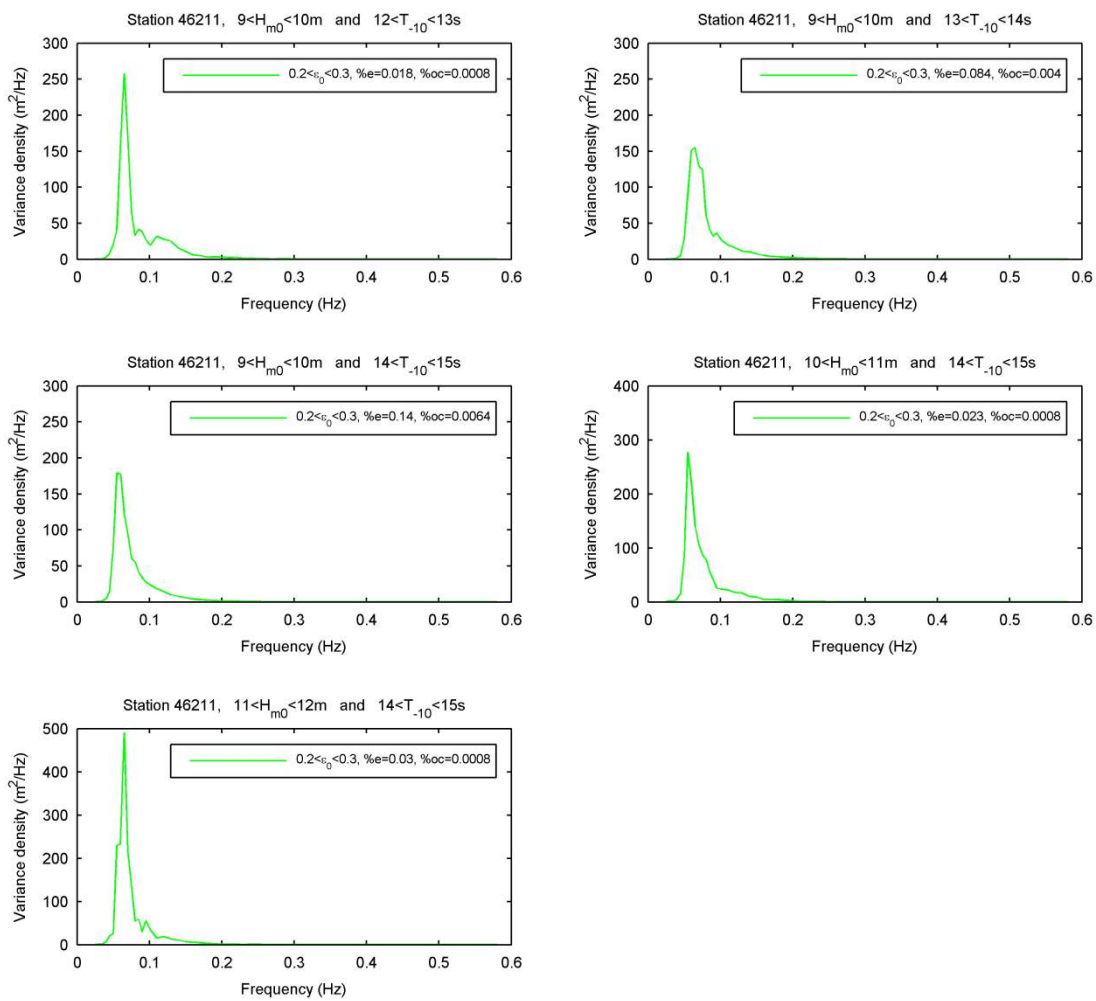 Station 46211, 9<Hm0<10m and 12<T-10<13s
300
250
200
150
100
50
0
Variance density (m²/Hz)
0.2<ε0<0.3, %e=0.018, %oc=0.0008
0 0.1 0.2 0.3 0.4 0.5 0.6
Frequency (Hz)
Station 46211, 9<Hm0<10m and 13<T-10<14s
300
250
200
150
100
50
0
Variance density (m²/Hz)
0.2<ε0<0.3, %e=0.084, %oc=0.004
0 0.1 0.2 0.3 0.4 0.5 0.6
Frequency (Hz)
Station 46211, 9<Hm0<10m and 14<T-10<15s
300
250
200
150
100
50
0
Variance density (m²/Hz)
0.2<ε0<0.3, %e=0.14, %oc=0.0064
0 0.1 0.2 0.3 0.4 0.5 0.6
Frequency (Hz)
Station 46211, 10<Hm0<11m and 14<T-10<15s
400
300
200
100
0
Variance density (m²/Hz)
0.2<ε0<0.3, %e=0.023, %oc=0.0008
0 0.1 0.2 0.3 0.4 0.5 0.6
Frequency (Hz)
Station 46211, 11<Hm0<12m and 14<T-10<15s
500
400
300
200
100
0
Variance density (m²/Hz)
0.2<ε0<0.3, %e=0.03, %oc=0.0008
0 0.1 0.2 0.3 0.4 0.5 0.6
Frequency (Hz)